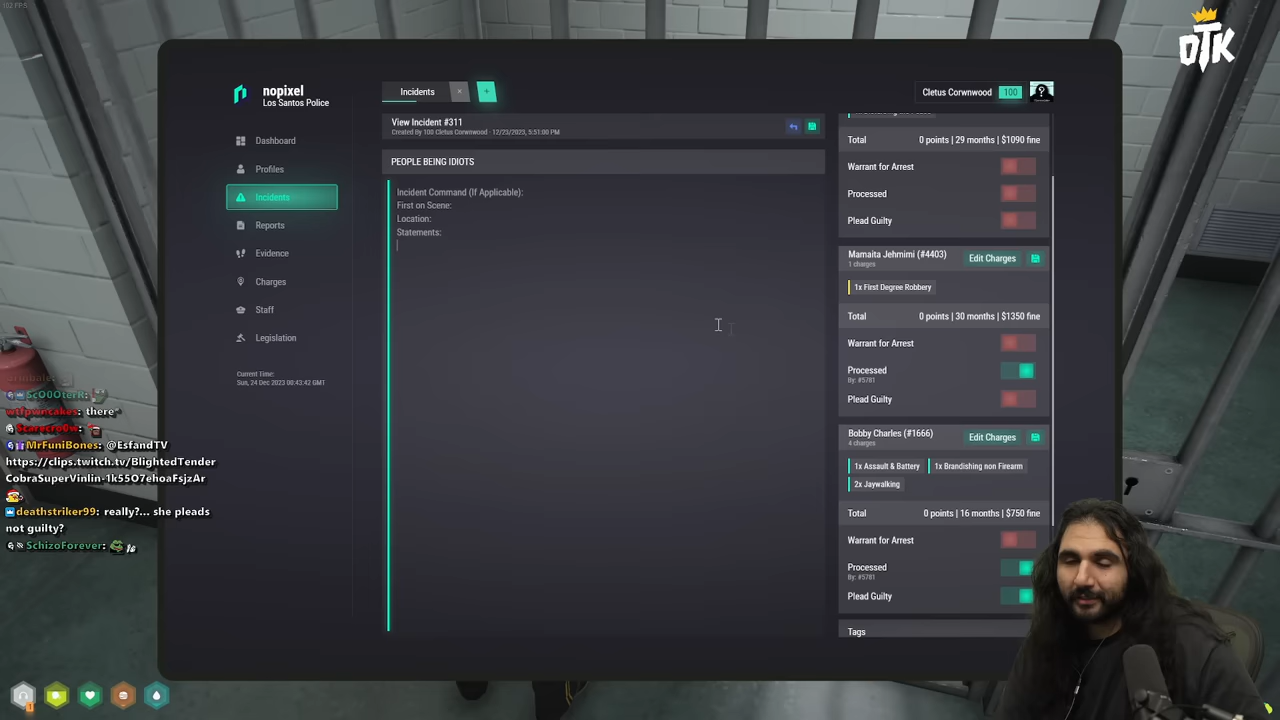 102 FPS
OTK
nopixel
Los Santos Police
Incidents
×
+
Cletus Corwnwood 100
Dashboard
Profiles
Incidents
Reports
Evidence
Charges
Staff
Legislation
Current Time:
Sun, 24 Dec 2023 00:43:42 GMT
View Incident #311
Created By 100 Cletus Corwnwood · 12/23/2023, 5:51:00 PM
PEOPLE BEING IDIOTS
Incident Command (If Applicable):
First on Scene:
Location:
Statements:
Total 0 points | 29 months | $1090 fine
Warrant for Arrest
Processed
Plead Guilty
Mamaita Jehmimi (#4403) Edit Charges
1 charges
1x First Degree Robbery
Total 0 points | 30 months | $1350 fine
Warrant for Arrest
Processed
By: #5781
Plead Guilty
Bobby Charles (#1666) Edit Charges
4 charges
1x Assault & Battery 1x Brandishing non Firearm
2x Jaywalking
Total 0 points | 16 months | $750 fine
Warrant for Arrest
Processed
By: #5781
Plead Guilty
Tags
ScO0OterR:
wtfpwncakes: there
Scarecro0w:
MrFuniBones: @EsfandTV
https://clips.twitch.tv/BlightedTender
CobraSuperVinlin-1k55O7ehoaFsjzAr
deathstriker99: really?... she pleads
not guilty?
SchizoForever: